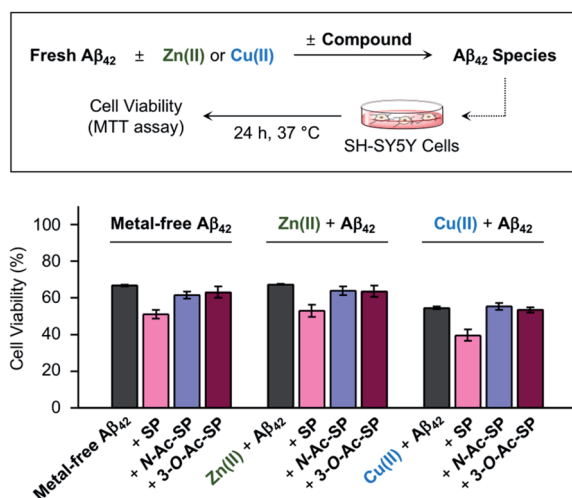 Fresh Aβ42 ± Zn(II) or Cu(II) ± Compound Aβ42 Species
Cell Viability
(MTT assay)
24 h, 37 °C
SH-SY5Y Cells
Metal-free Aβ42 Zn(II) + Aβ42 Cu(II) + Aβ42
Cell Viability (%)
100
80
60
40
20
0
Metal-free Aβ42
+ SP
+ N-Ac-SP
+ 3-O-Ac-SP
Zn(II) + Aβ42
+ SP
+ N-Ac-SP
+ 3-O-Ac-SP
Cu(II) + Aβ42
+ SP
+ N-Ac-SP
+ 3-O-Ac-SP